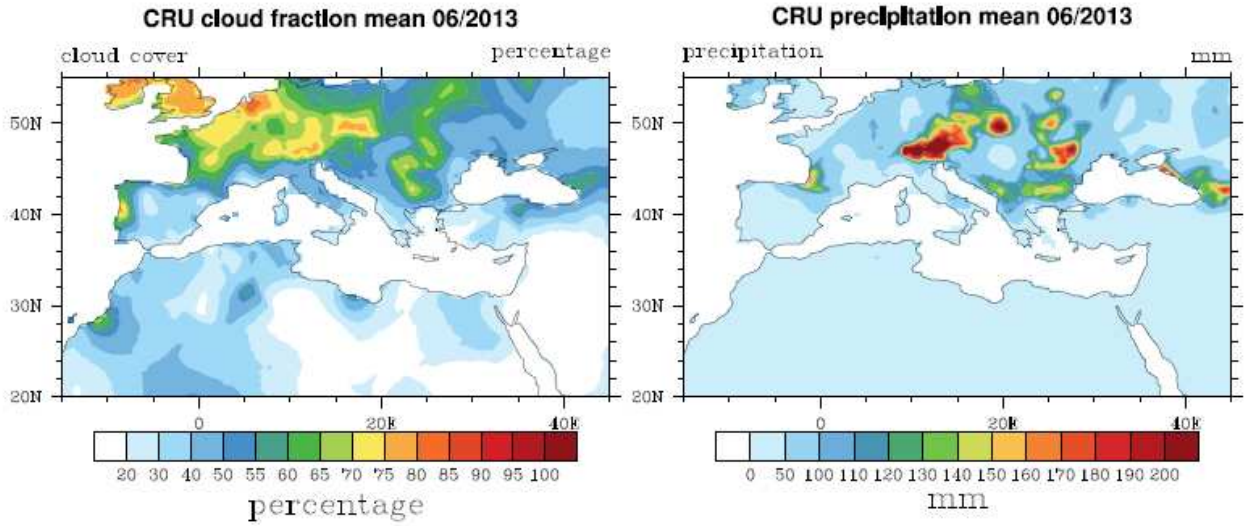 CRU cloud fraction mean 06/2013
cloud cover percentage
50N
40N
30N
20N
0 20E 40E
20 30 40 50 55 60 65 70 75 80 85 90 95 100
percentage
CRU precipitation mean 06/2013
precipitation mm
50N
40N
30N
20N
0 20E 40E
0 50 100 110 120 130 140 150 160 170 180 190 200
mm